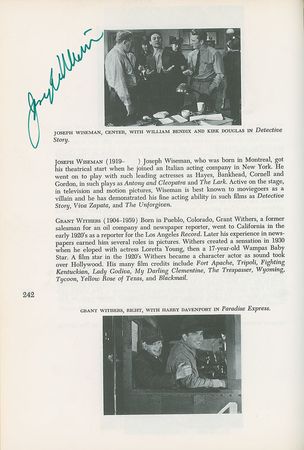 Joseph Wiseman
JOSEPH WISEMAN, CENTER, WITH WILLIAM BENDIX AND KIRK DOUGLAS IN Detective
Story.
JOSEPH WISEMAN (1919- ) Joseph Wiseman, who was born in Montreal, got
his theatrical start when he joined an Italian acting company in New York. He
went on to play with such leading actresses as Hayes, Bankhead, Cornell and
Gordon, in such plays as Antony and Cleopatra and The Lark. Active on the stage,
in television and motion pictures, Wiseman is best known to moviegoers as a
villain and he has demonstrated his fine acting ability in such films as Detective
Story, Viva Zapata, and The Unforgiven.
GRANT WITHERS (1904-1959) Born in Pueblo, Colorado, Grant Withers, a former
salesman for an oil company and newspaper reporter, went to California in the
early 1920's as a reporter for the Los Angeles Record. Later his experience in news-
papers earned him several roles in pictures. Withers created a sensation in 1930
when he eloped with actress Loretta Young, then a 17-year-old Wampas Baby
Star. A film star in the 1920's Withers became a character actor as sound took
over Hollywood. His many film credits include Fort Apache, Tripoli, Fighting
Kentuckian, Lady Godiva, My Darling Clementine, The Trespasser, Wyoming,
Tycoon, Yellow Rose of Texas, and Blackmail.
242
GRANT WITHERS, RIGHT, WITH HARRY DAVENPORT IN Paradise Express.